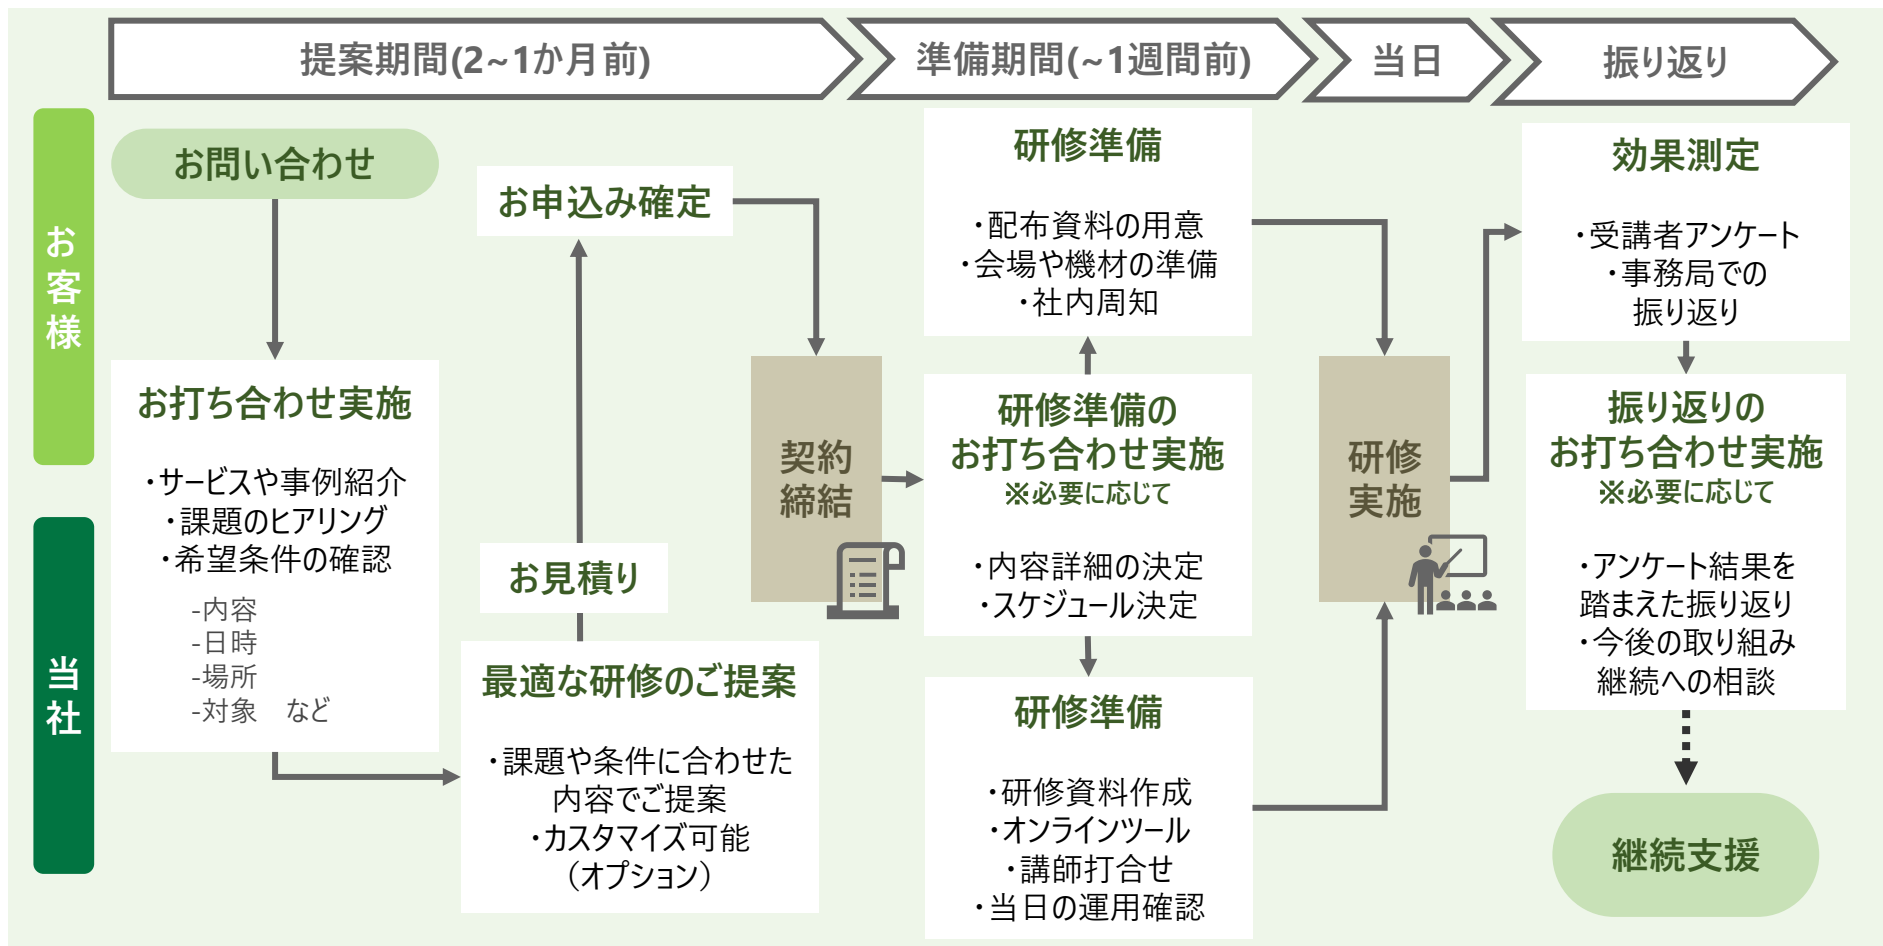 提案期間(2~1か月前)
準備期間(~1週間前)
当日
振り返り
お客様
当社
お問い合わせ
お打ち合わせ実施
・サービスや事例紹介
・課題のヒアリング
・希望条件の確認
-内容
-日時
-場所
-対象　など
最適な研修のご提案
・課題や条件に合わせた
内容でご提案
・カスタマイズ可能
（オプション）
お見積り
お申込み確定
契約
締結
研修準備
・配布資料の用意
・会場や機材の準備
・社内周知
研修準備の
お打ち合わせ実施
※必要に応じて
・内容詳細の決定
・スケジュール決定
研修準備
・研修資料作成
・オンラインツール
・講師打合せ
・当日の運用確認
研修
実施
効果測定
・受講者アンケート
・事務局での
振り返り
振り返りの
お打ち合わせ実施
※必要に応じて
・アンケート結果を
踏まえた振り返り
・今後の取り組み
継続への相談
継続支援